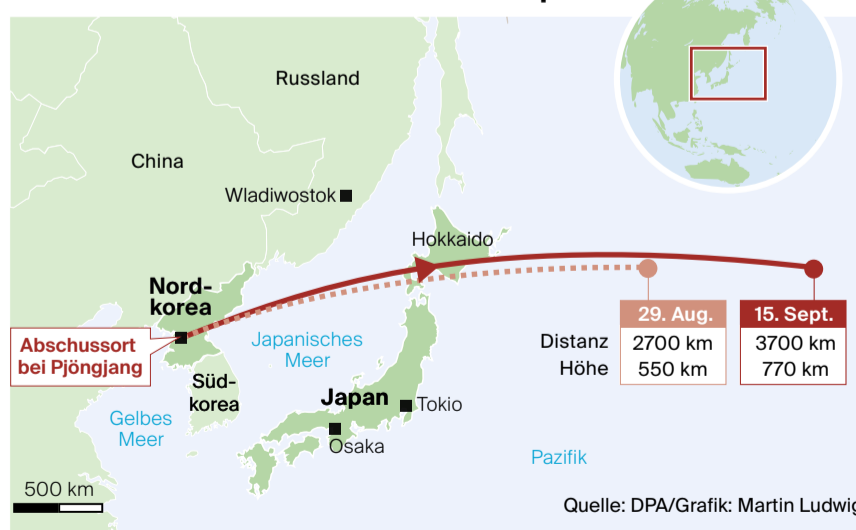 Russland
China
Wladiwostok
Hokkaido
Nord-
korea
Abschussort
bei Pjöngjang
Japanisches
Meer
29. Aug.
15. Sept.
Distanz
2700 km
3700 km
Höhe
550 km
770 km
Süd-
korea
Japan
Tokio
Gelbes
Meer
Osaka
Pazifik
500 km
Quelle: DPA/Grafik: Martin Ludwig